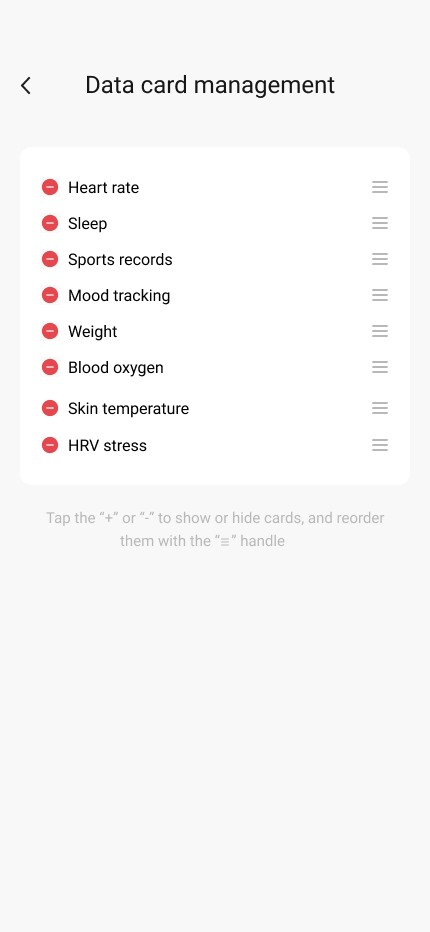 Data card management
Heart rate
Sleep
Sports records
Mood tracking
Weight
Blood oxygen
Skin temperature
HRV stress
Tap the “+” or “-” to show or hide cards, and reorder
them with the “≡” handle